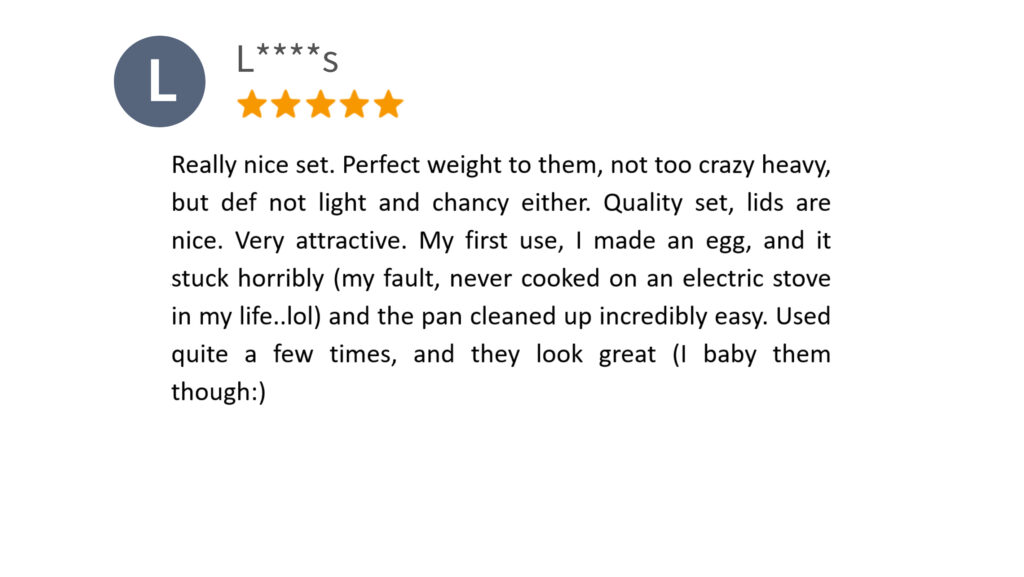 L
L****s
Really nice set. Perfect weight to them, not too crazy heavy,
but def not light and chancy either. Quality set, lids are
nice. Very attractive. My first use, I made an egg, and it
stuck horribly (my fault, never cooked on an electric stove
in my life..lol) and the pan cleaned up incredibly easy. Used
quite a few times, and they look great (I baby them
though:)